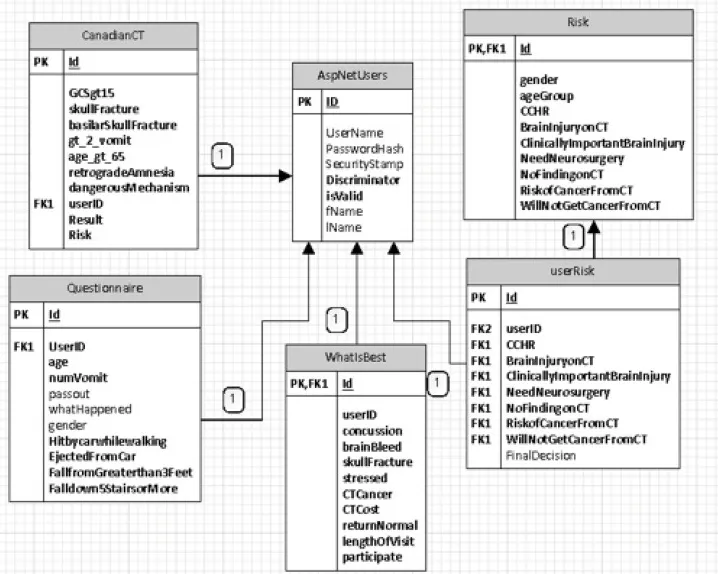 CanadianCT
PK Id
GCSgt15
skullFracture
basilarSkullFracture
gt_2_vomit
age_gt_65
retrogradeAmnesia
dangerousMechanism
FK1 userID
Result
Risk
1
AspNetUsers
PK ID
UserName
PasswordHash
SecurityStamp
Discriminator
isValid
fName
lName
Risk
PK,FK1 Id
gender
ageGroup
CCHR
BrainInjuryonCT
ClinicallyImportantBrainInjury
NeedNeurosurgery
NoFindingonCT
RiskofCancerFromCT
WillNotGetCancerFromCT
1
Questionnaire
PK Id
FK1 UserID
age
numVomit
passout
whatHappened
gender
Hitbycarwhilewalking
EjectedFromCar
FallfromGreaterthan3Feet
Falldown5StairsorMore
1
1
WhatIsBest
PK,FK1 Id
userID
concussion
brainBleed
skullFracture
stressed
CTCancer
CTCost
returnNormal
lengthOfVisit
participate
1
userRisk
PK Id
FK2 userID
FK1 CCHR
FK1 BrainInjuryonCT
FK1 ClinicallyImportantBrainInjury
FK1 NeedNeurosurgery
FK1 NoFindingonCT
FK1 RiskofCancerFromCT
FK1 WillNotGetCancerFromCT
FinalDecision